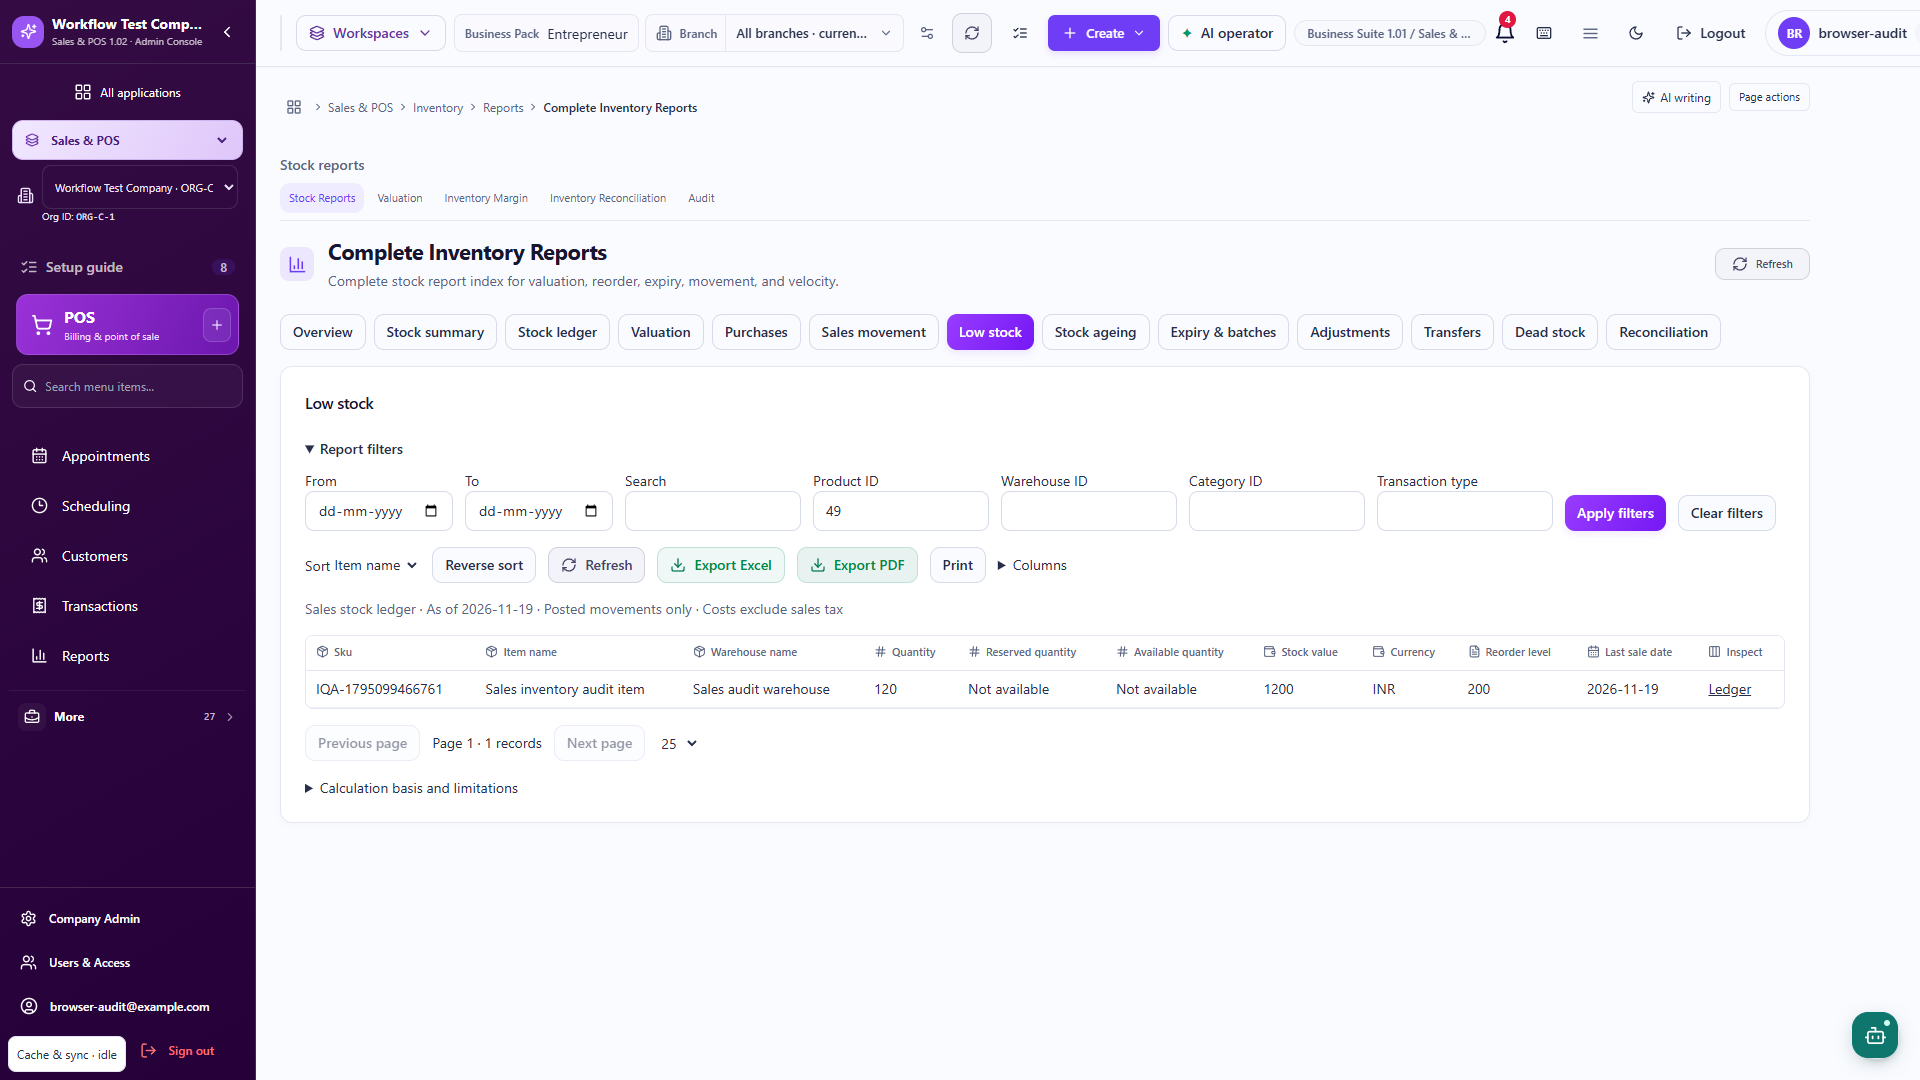 Workflow Test Comp...
Sales & POS 1.02 · Admin Console
All applications
Sales & POS
Workflow Test Company · ORG-C
Org ID: ORG-C-1
Setup guide 8
POS
Billing & point of sale
Search menu items...
Appointments
Scheduling
Customers
Transactions
Reports
More 27
Company Admin
Users & Access
browser-audit@example.com
Cache & sync · idle
Sign out
Workspaces
Business Pack Entrepreneur
Branch All branches · curren...
Create
AI operator
Business Suite 1.01 / Sales & ...
4
Logout
BR browser-audit
Sales & POS Inventory Reports Complete Inventory Reports
AI writing
Page actions
Stock reports
Stock Reports Valuation Inventory Margin Inventory Reconciliation Audit
Complete Inventory Reports
Complete stock report index for valuation, reorder, expiry, movement, and velocity.
Refresh
Overview Stock summary Stock ledger Valuation Purchases Sales movement Low stock Stock ageing Expiry & batches Adjustments Transfers Dead stock Reconciliation
Low stock
Report filters
From To Search Product ID Warehouse ID Category ID Transaction type
dd-mm-yyyy dd-mm-yyyy 49 Apply filters Clear filters
Sort Item name Reverse sort Refresh Export Excel Export PDF Print Columns
Sales stock ledger · As of 2026-11-19 · Posted movements only · Costs exclude sales tax
Sku Item name Warehouse name Quantity Reserved quantity Available quantity Stock value Currency Reorder level Last sale date Inspect
IQA-1795099466761 Sales inventory audit item Sales audit warehouse 120 Not available Not available 1200 INR 200 2026-11-19 Ledger
Previous page Page 1 · 1 records Next page 25
Calculation basis and limitations